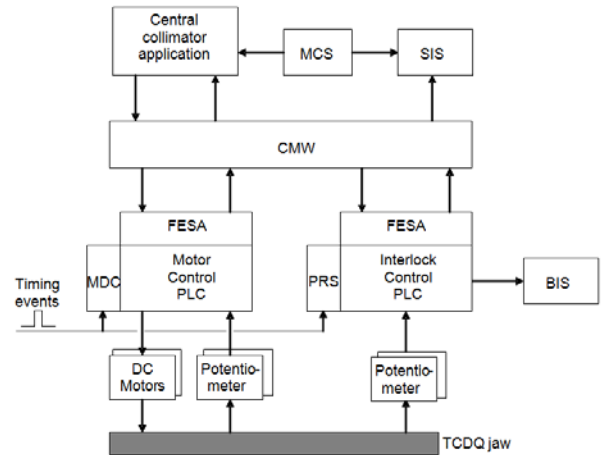 Central
collimator
application
MCS
SIS
CMW
FESA
FESA
MDC
Motor
Control
PLC
PRS
Interlock
Control
PLC
BIS
Timing
events
DC
Motors
Potentio-
meter
Potentio-
meter
TCDQ jaw